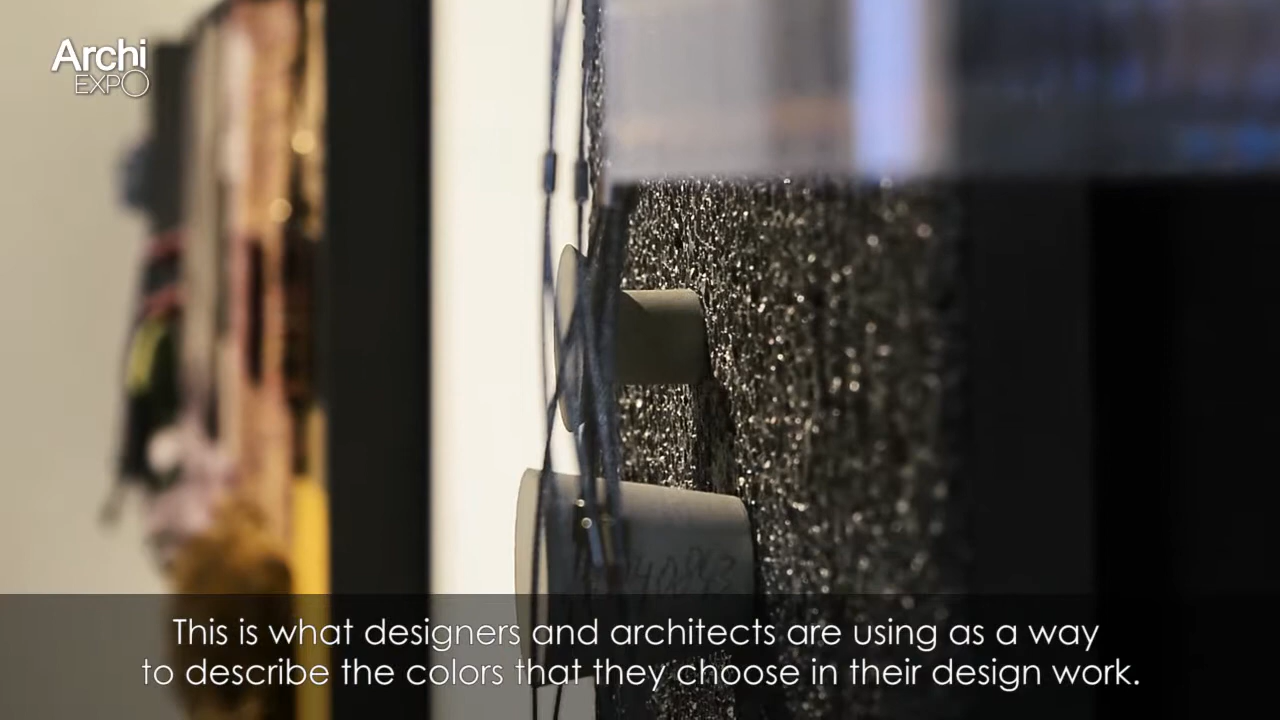 Archi
EXPO
This is what designers and architects are using as a way
to describe the colors that they choose in their design work.